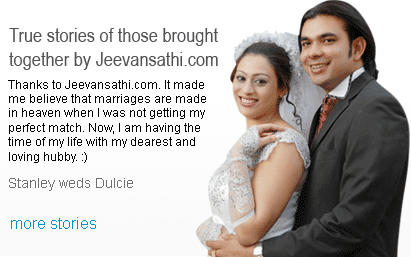 True stories of those brought
together by Jeevansathi.com
Thanks to Jeevansathi.com. It made
me believe that marriages are made
in heaven when I was not getting my
perfect match. Now, I am having the
time of my life with my dearest and
loving hubby. :)
Stanley weds Dulcie
more stories